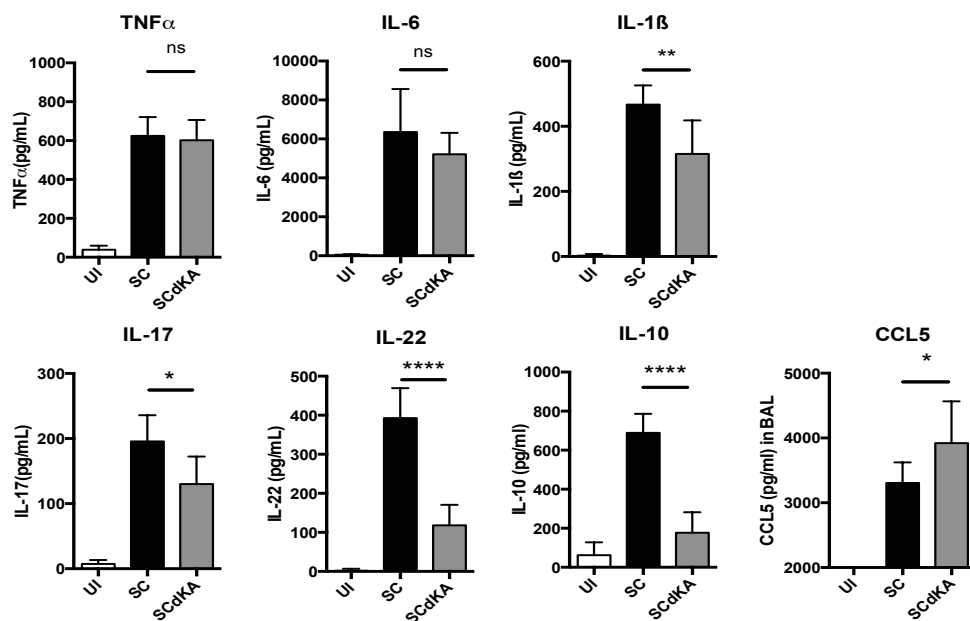 TNFα
ns
1000
800
600
400
200
0
TNFα(pg/mL)
UI
SC
SCdKA
IL-6
ns
10000
8000
6000
4000
2000
0
IL-6 (pg/mL)
UI
SC
SCdKA
IL-1ß
**
600
400
200
0
IL-1ß (pg/mL)
UI
SC
SCdKA
IL-17
*
300
200
100
0
IL-17(pg/mL)
UI
SC
SCdKA
IL-22
****
500
400
300
200
100
0
IL-22 (pg/mL)
UI
SC
SCdKA
IL-10
****
1000
800
600
400
200
0
IL-10 (pg/ml)
UI
SC
SCdKA
CCL5
*
5000
4000
3000
2000
CCL5 (pg/ml) in BAL
UI
SC
SCdKA